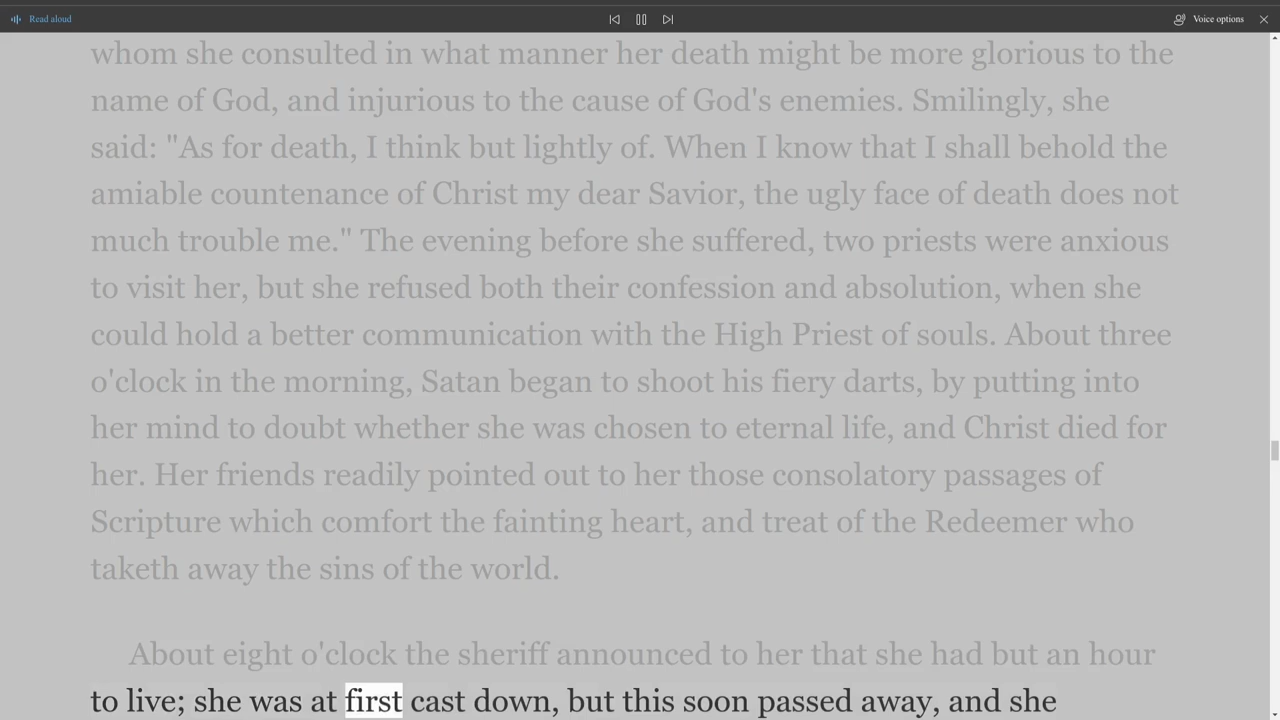 Read aloud
Voice options
whom she consulted in what manner her death might be more glorious to the
name of God, and injurious to the cause of God's enemies. Smilingly, she
said: "As for death, I think but lightly of. When I know that I shall behold the
amiable countenance of Christ my dear Savior, the ugly face of death does not
much trouble me." The evening before she suffered, two priests were anxious
to visit her, but she refused both their confession and absolution, when she
could hold a better communication with the High Priest of souls. About three
o'clock in the morning, Satan began to shoot his fiery darts, by putting into
her mind to doubt whether she was chosen to eternal life, and Christ died for
her. Her friends readily pointed out to her those consolatory passages of
Scripture which comfort the fainting heart, and treat of the Redeemer who
taketh away the sins of the world.
About eight o'clock the sheriff announced to her that she had but an hour
to live; she was at first cast down, but this soon passed away, and she